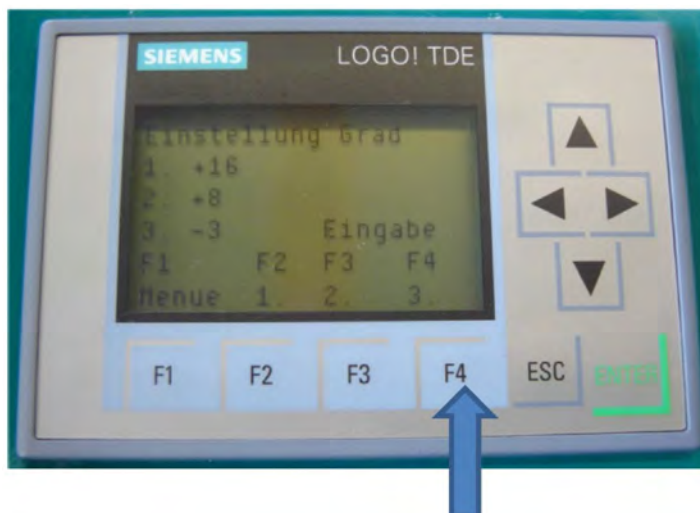 SIEMENS LOGO! TDE
Einstellung Grad
1. +16
2. +8
3. -3 Eingabe
F1 F2 F3 F4
Menue 1. 2. 3.
F1 F2 F3 F4 ESC ENTER